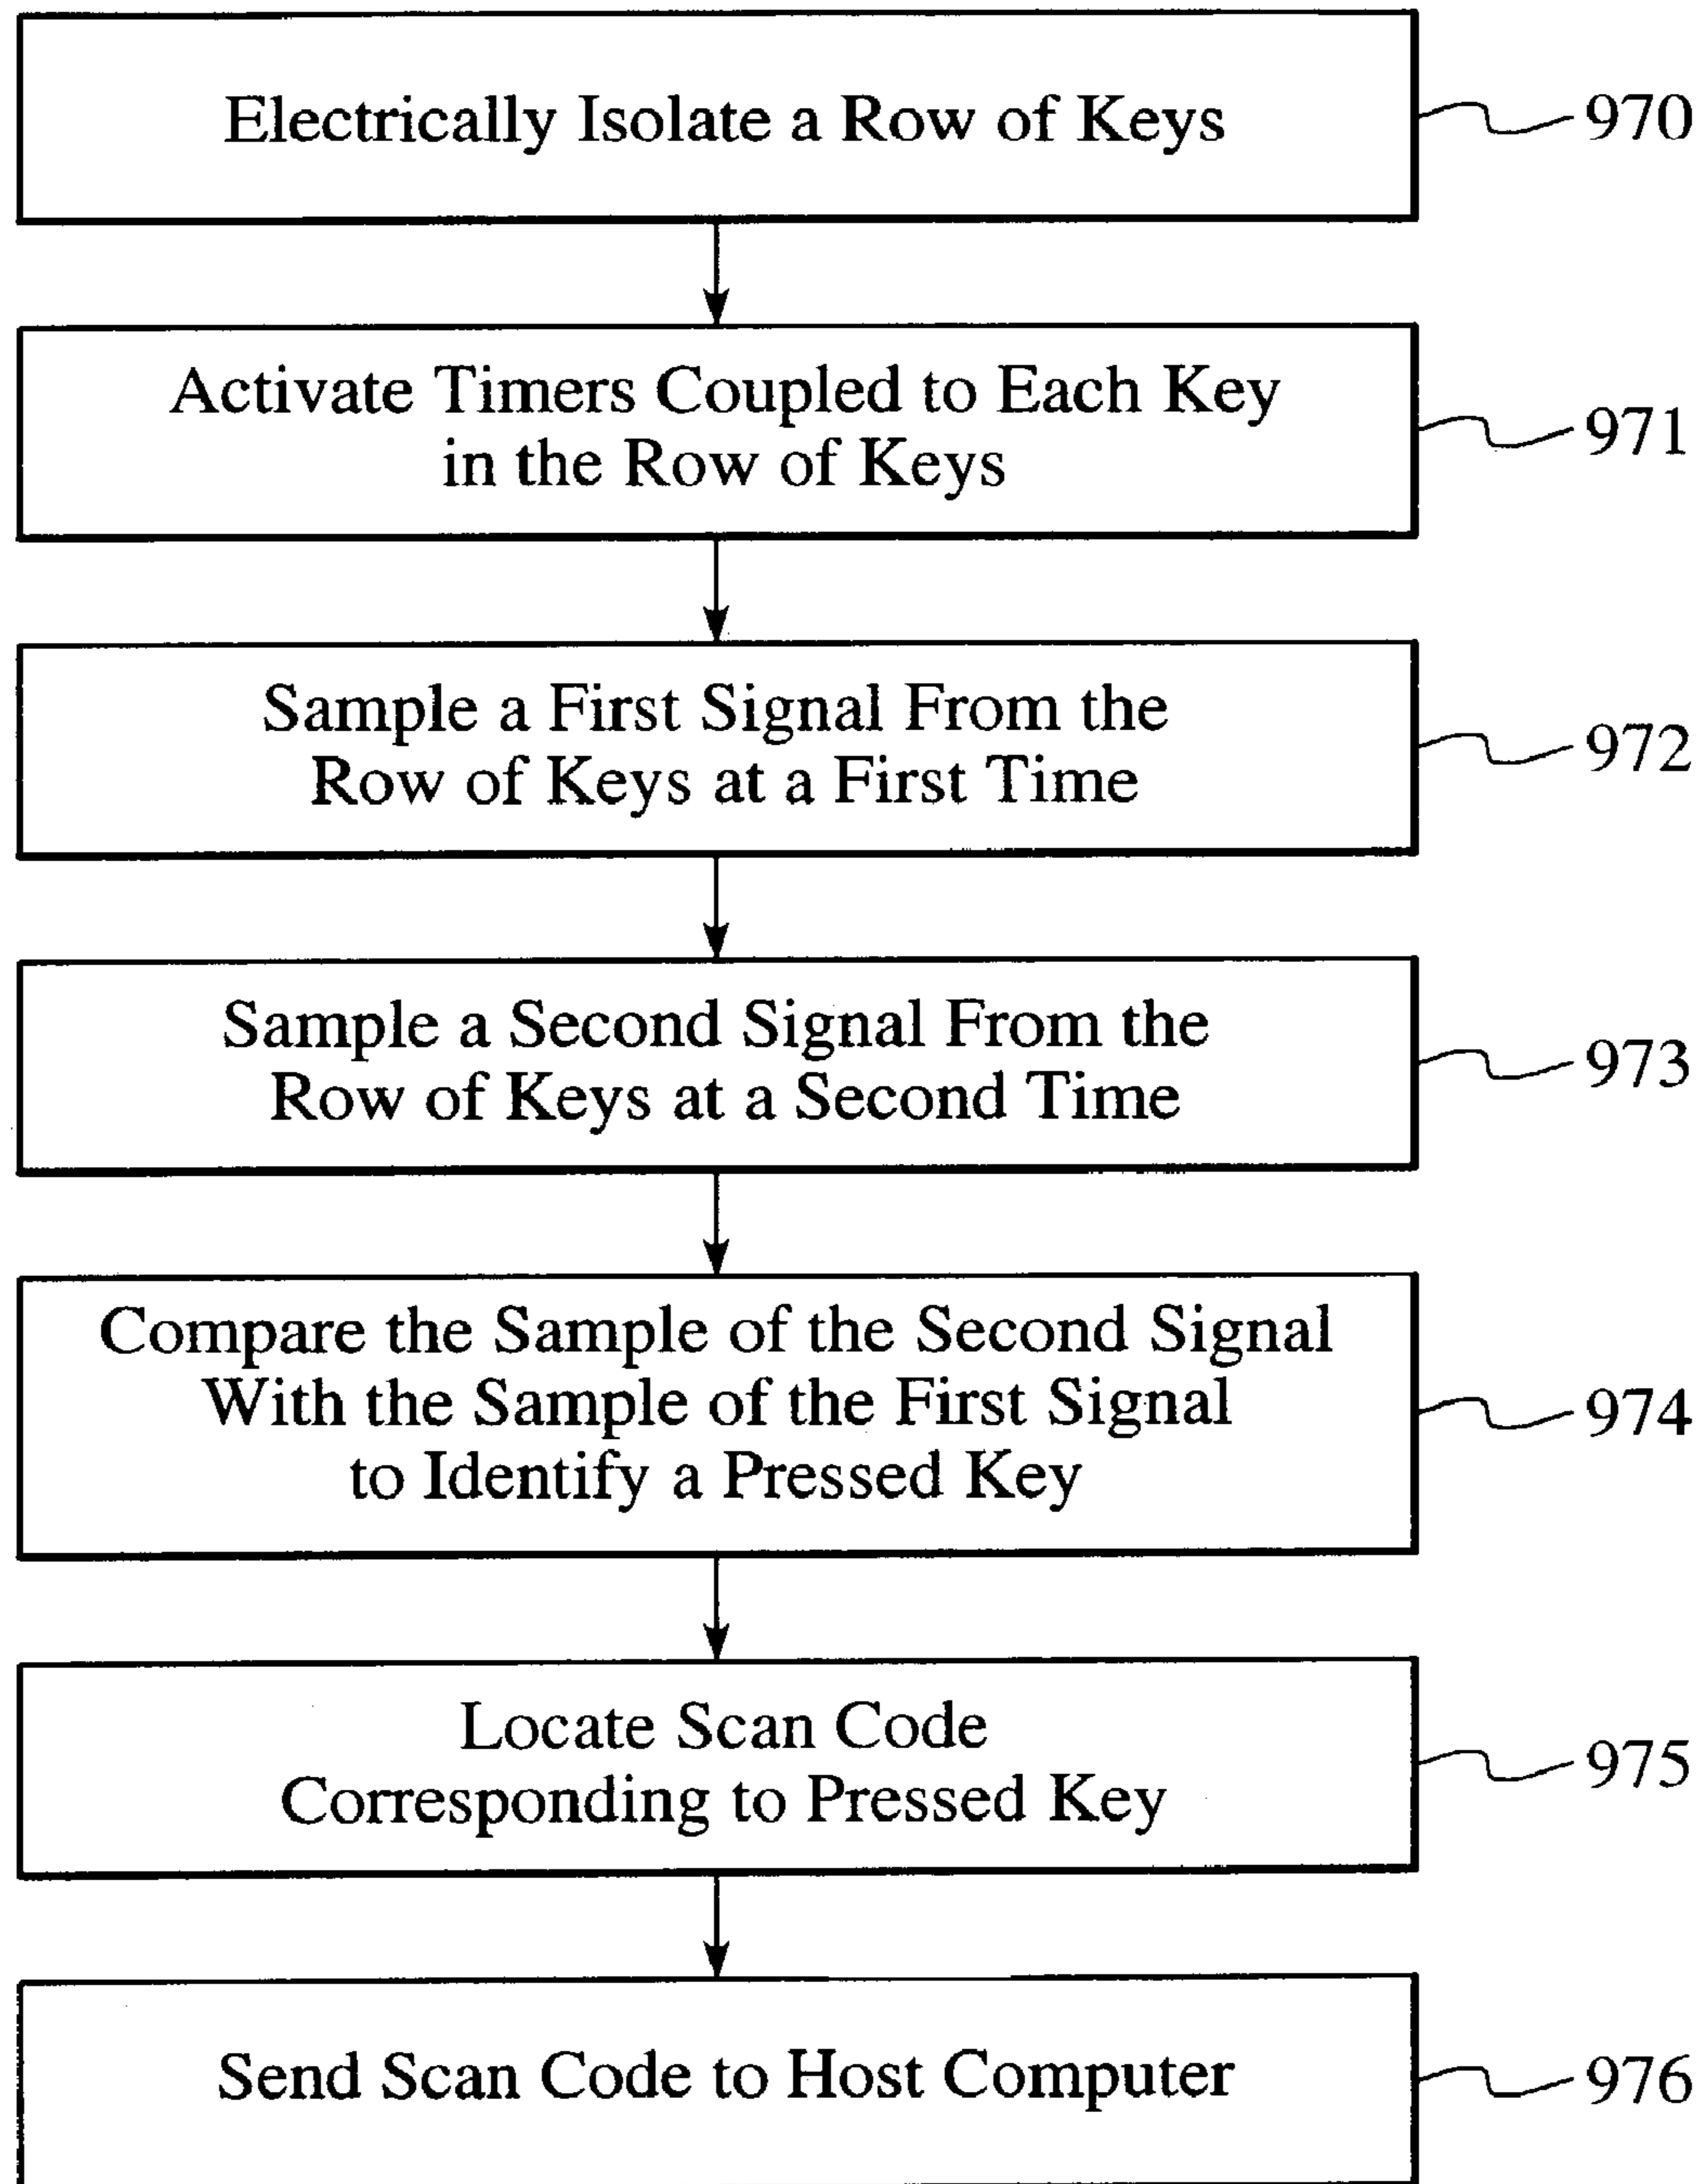 Electrically Isolate a Row of Keys
970
Activate Timers Coupled to Each Key
in the Row of Keys
971
Sample a First Signal From the
Row of Keys at a First Time
972
Sample a Second Signal From the
Row of Keys at a Second Time
973
Compare the Sample of the Second Signal
With the Sample of the First Signal
to Identify a Pressed Key
974
Locate Scan Code
Corresponding to Pressed Key
975
Send Scan Code to Host Computer
976